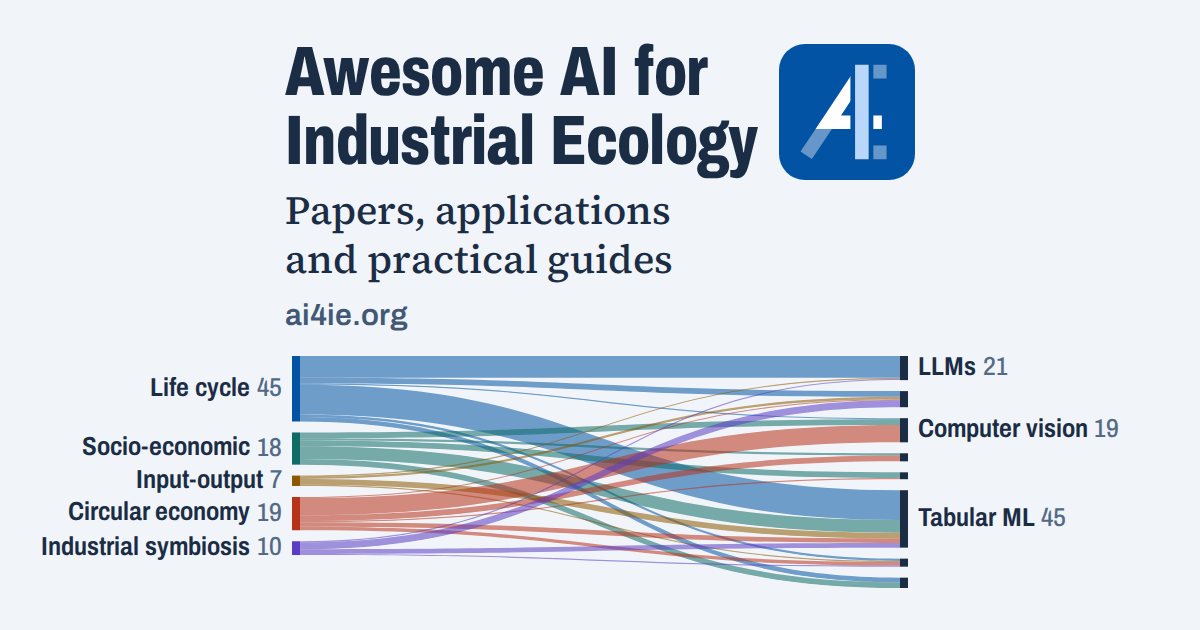 Awesome AI for
Industrial Ecology
Papers, applications
and practical guides
ai4ie.org
Life cycle 45
Socio-economic 18
Input-output 7
Circular economy 19
Industrial symbiosis 10
LLMs 21
Computer vision 19
Tabular ML 45